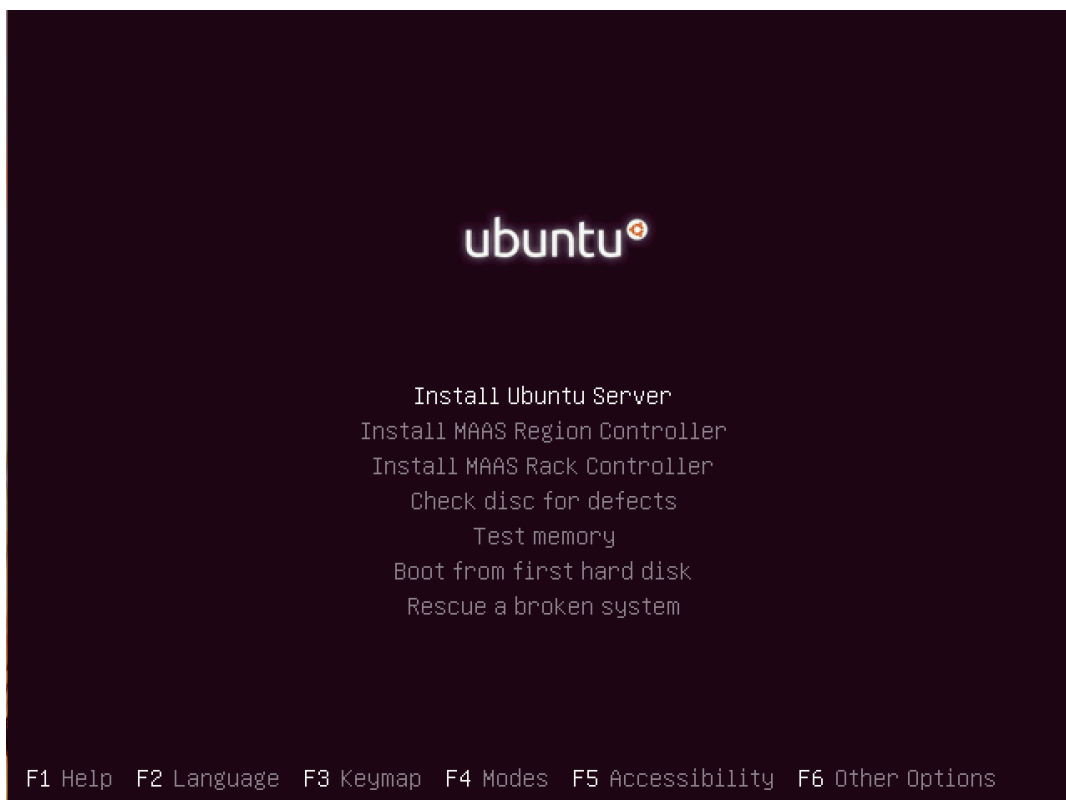 ubuntu
Install Ubuntu Server
Install MAAS Region Controller
Install MAAS Rack Controller
Check disc for defects
Test memory
Boot from first hard disk
Rescue a broken system
F1 Help F2 Language F3 Keymap F4 Modes F5 Accessibility F6 Other Options